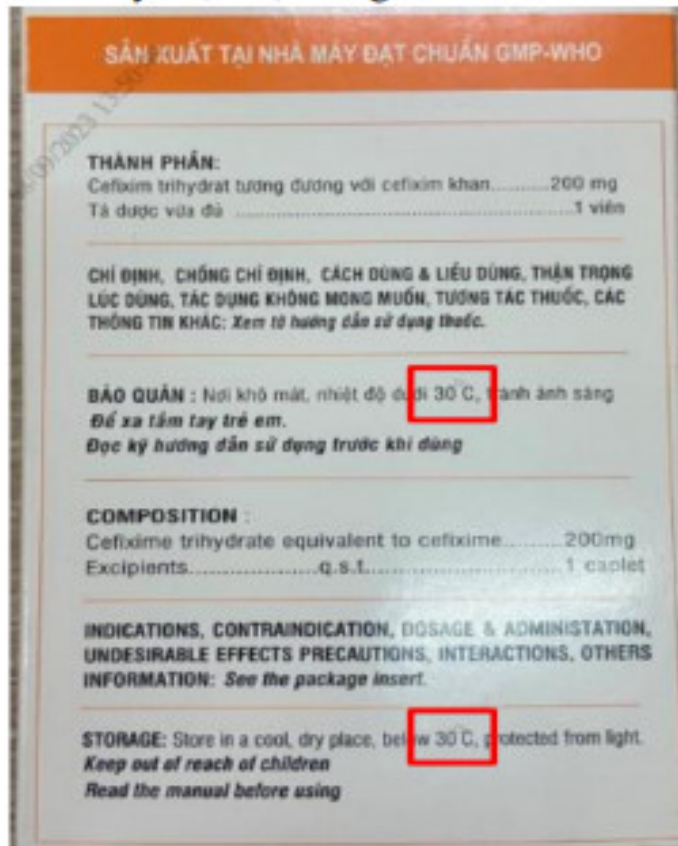 SẢN XUẤT TẠI NHÀ MÁY ĐẠT CHUẨN GMP-WHO
/09/2023 13:50
THÀNH PHẦN:
Cefixim trihydrat tương đương với cefixim khan..........200 mg
Tá dược vừa đủ ......................................................1 viên
CHỈ ĐỊNH, CHỐNG CHỈ ĐỊNH, CÁCH DÙNG & LIỀU DÙNG, THẬN TRỌNG
LÚC DÙNG, TÁC DỤNG KHÔNG MONG MUỐN, TƯƠNG TÁC THUỐC, CÁC
THÔNG TIN KHÁC: Xem tờ hướng dẫn sử dụng thuốc.
BẢO QUẢN : Nơi khô mát, nhiệt độ dưới 30°C, tránh ánh sáng
Để xa tầm tay trẻ em.
Đọc kỹ hướng dẫn sử dụng trước khi dùng
COMPOSITION :
Cefixime trihydrate equivalent to cefixime..........200mg
Excipients....................q.s.t..............................1 caplet
INDICATIONS, CONTRAINDICATION, DOSAGE & ADMINISTATION,
UNDESIRABLE EFFECTS PRECAUTIONS, INTERACTIONS, OTHERS
INFORMATION: See the package insert.
STORAGE: Store in a cool, dry place, below 30°C, protected from light.
Keep out of reach of children
Read the manual before using